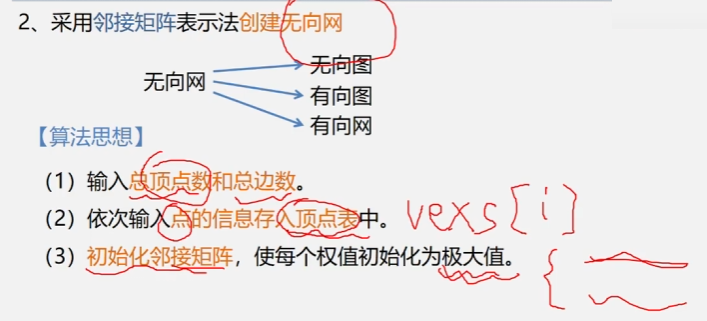 2、采用邻接矩阵表示法创建无向网
无向网
无向图
有向图
有向网
【算法思想】
(1)输入总顶点数和总边数。
(2)依次输入点的信息存入顶点表中。 vexs[i]
(3)初始化邻接矩阵，使每个权值初始化为极大值。